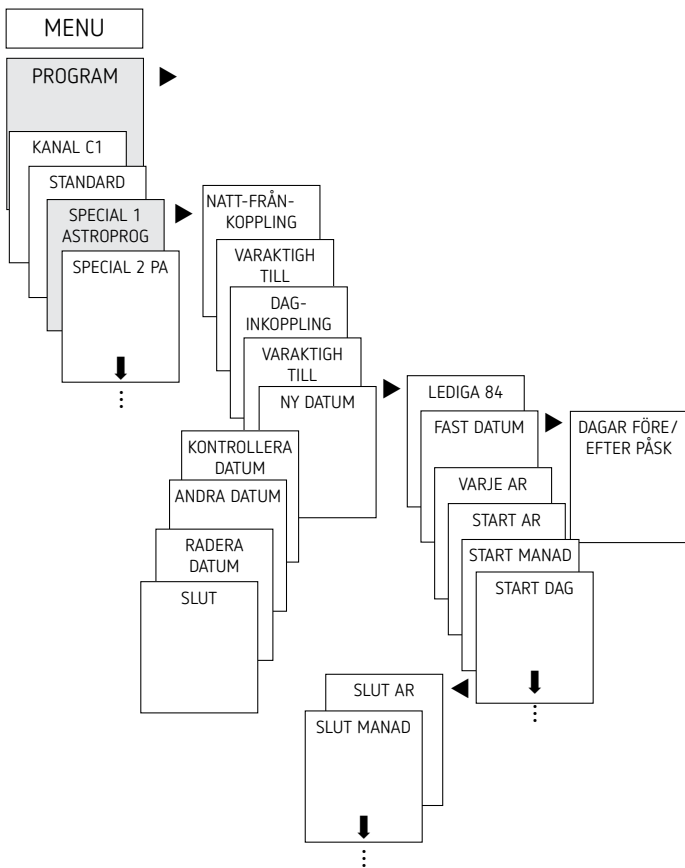 MENU
PROGRAM
KANAL C1
STANDARD
SPECIAL 1
ASTROPROG
SPECIAL 2 PA
NATT-FRÅN-
KOPPLING
VARAKTIGH
TILL
DAG-
INKOPPLING
VARAKTIGH
TILL
NY DATUM
KONTROLLERA
DATUM
ANDRA DATUM
RADERA
DATUM
SLUT
LEDIGA 84
FAST DATUM
DAGAR FÖRE/
EFTER PÅSK
VARJE AR
START AR
START MANAD
START DAG
SLUT AR
SLUT MANAD